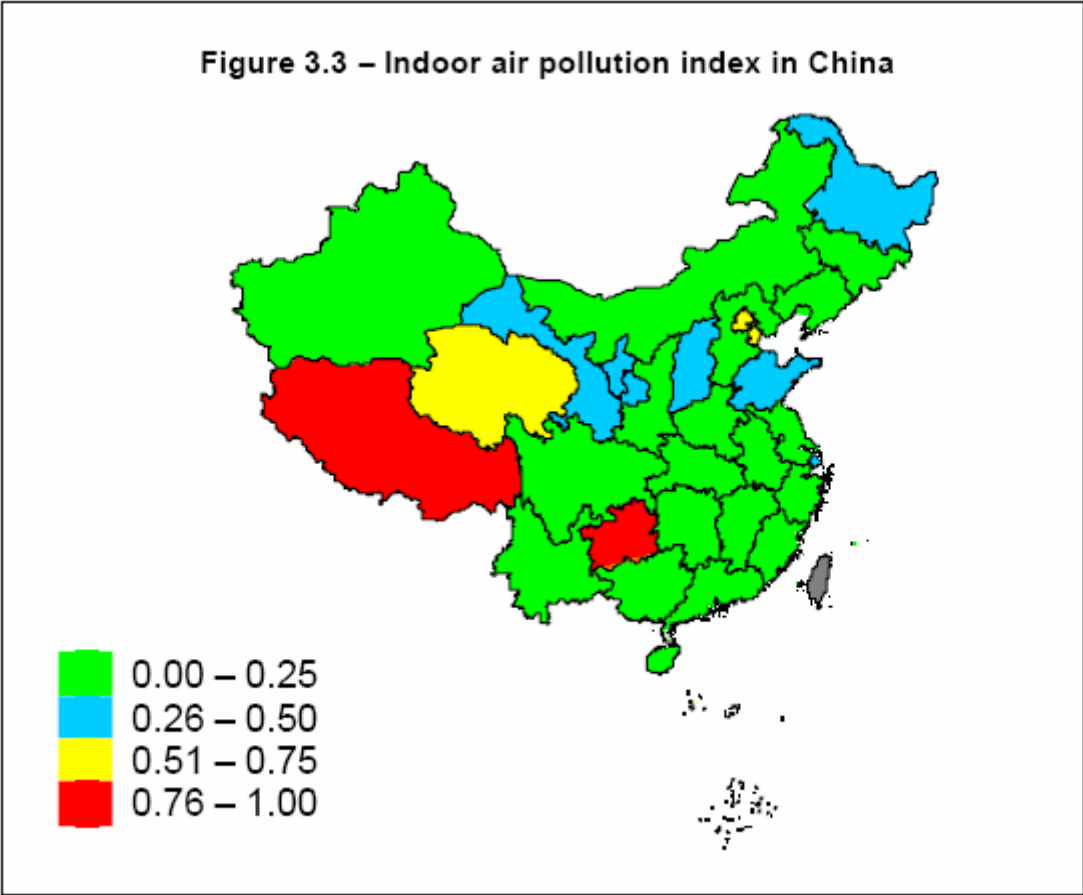 Figure 3.3 – Indoor air pollution index in China
0.00 – 0.25
0.26 – 0.50
0.51 – 0.75
0.76 – 1.00